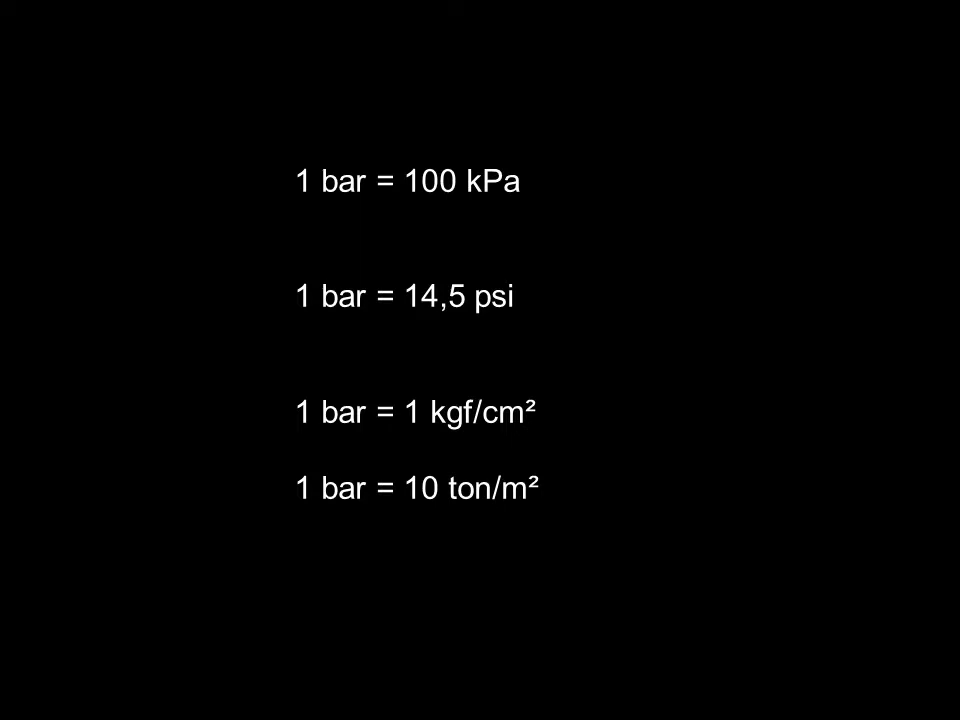 1 bar = 100 kPa
1 bar = 14,5 psi
1 bar = 1 kgf/cm²
1 bar = 10 ton/m²